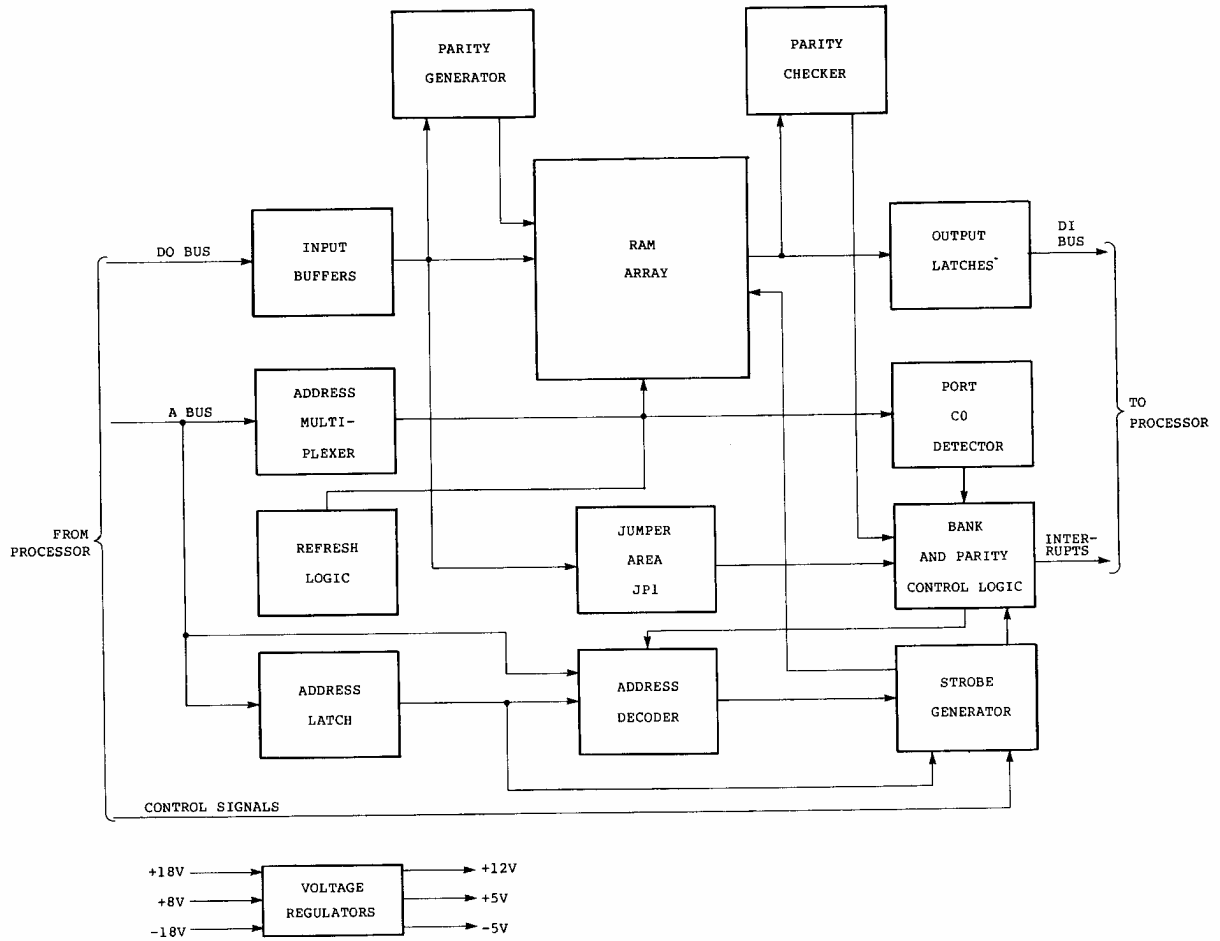 PARITY
GENERATOR
PARITY
CHECKER
DO BUS
INPUT
BUFFERS
RAM
ARRAY
OUTPUT
LATCHES
DI
BUS
A BUS
ADDRESS
MULTI-
PLEXER
PORT
C0
DETECTOR
TO
PROCESSOR
FROM
PROCESSOR
REFRESH
LOGIC
JUMPER
AREA
JP1
BANK
AND PARITY
CONTROL LOGIC
INTER-
RUPTS
ADDRESS
LATCH
ADDRESS
DECODER
STROBE
GENERATOR
CONTROL SIGNALS
+18V
+8V
-18V
VOLTAGE
REGULATORS
+12V
+5V
-5V